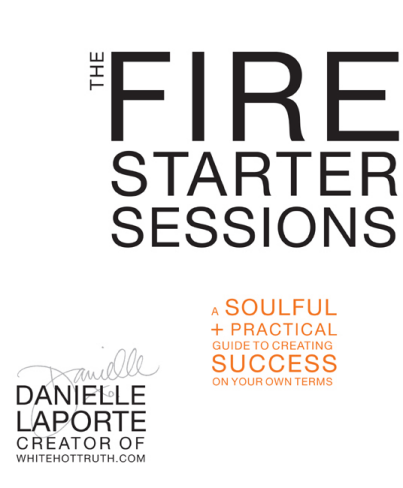 THE
FIRE
STARTER
SESSIONS
A SOULFUL
+ PRACTICAL
GUIDE TO CREATING
SUCCESS
ON YOUR OWN TERMS
Danielle
DANIELLE
LAPORTE
CREATOR OF
WHITEHOTTRUTH.COM